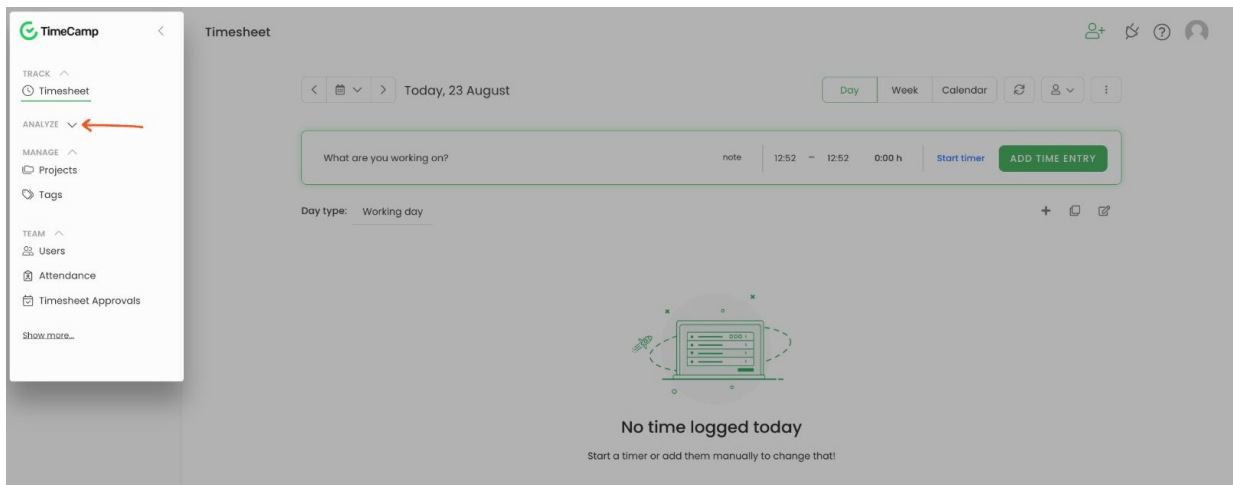 TimeCamp
TRACK
Timesheet
ANALYZE
MANAGE
Projects
Tags
TEAM
Users
Attendance
Timesheet Approvals
Show more...
Timesheet
Today, 23 August
Day Week Calendar
What are you working on? note 12:52 – 12:52 0:00 h Start timer ADD TIME ENTRY
Day type: Working day
No time logged today
Start a timer or add them manually to change that!